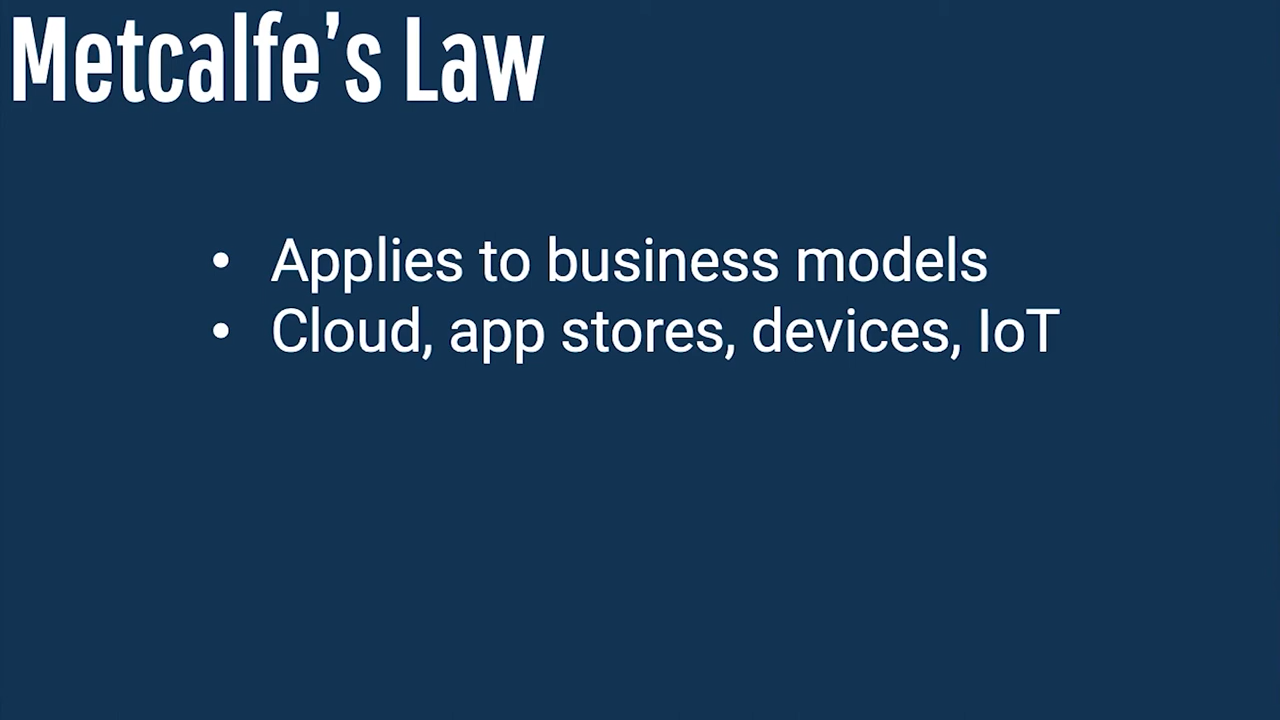 Metcalfe’s Law
• Applies to business models
• Cloud, app stores, devices, IoT